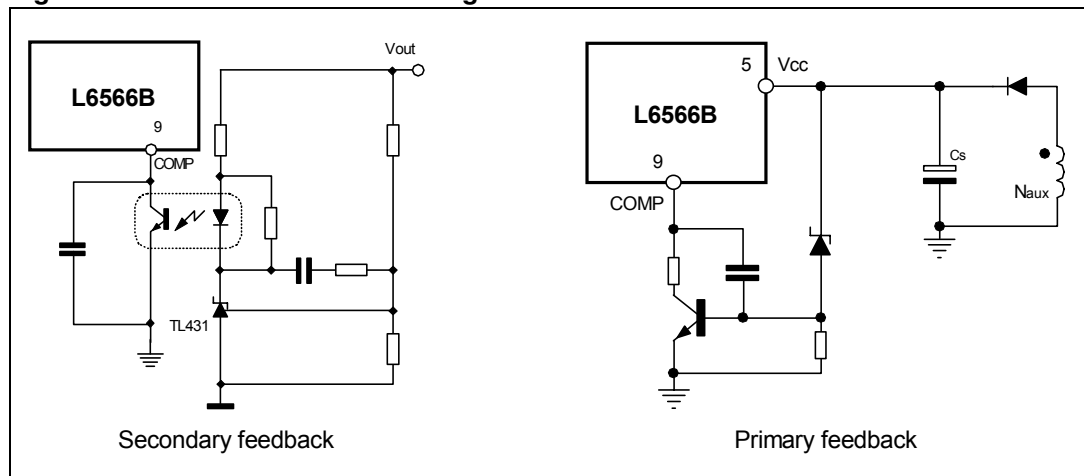 L6566B
9
COMP
Vout
TL431
Secondary feedback
L6566B
5
Vcc
9
COMP
Cs
Naux
Primary feedback